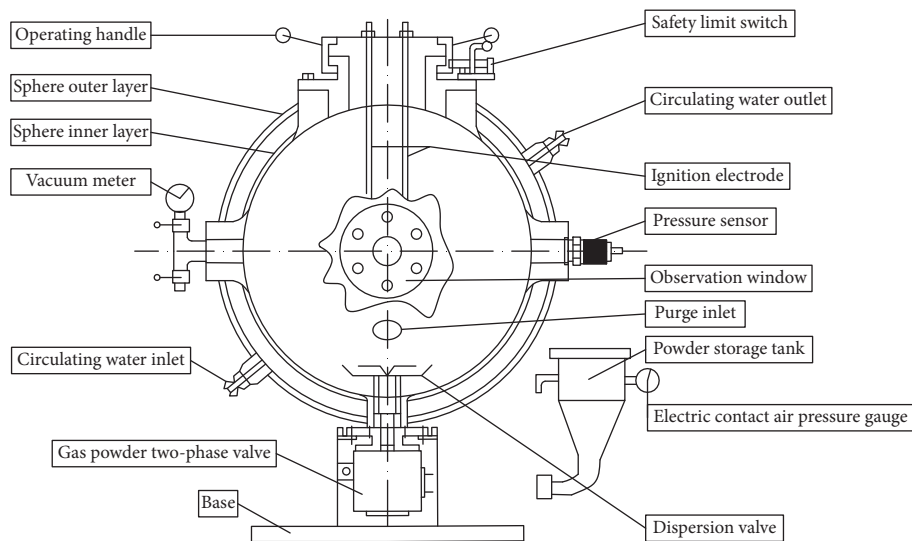 Operating handle
Safety limit switch
Sphere outer layer
Circulating water outlet
Sphere inner layer
Vacuum meter
Ignition electrode
Pressure sensor
Observation window
Purge inlet
Powder storage tank
Circulating water inlet
Electric contact air pressure gauge
Gas powder two-phase valve
Base
Dispersion valve